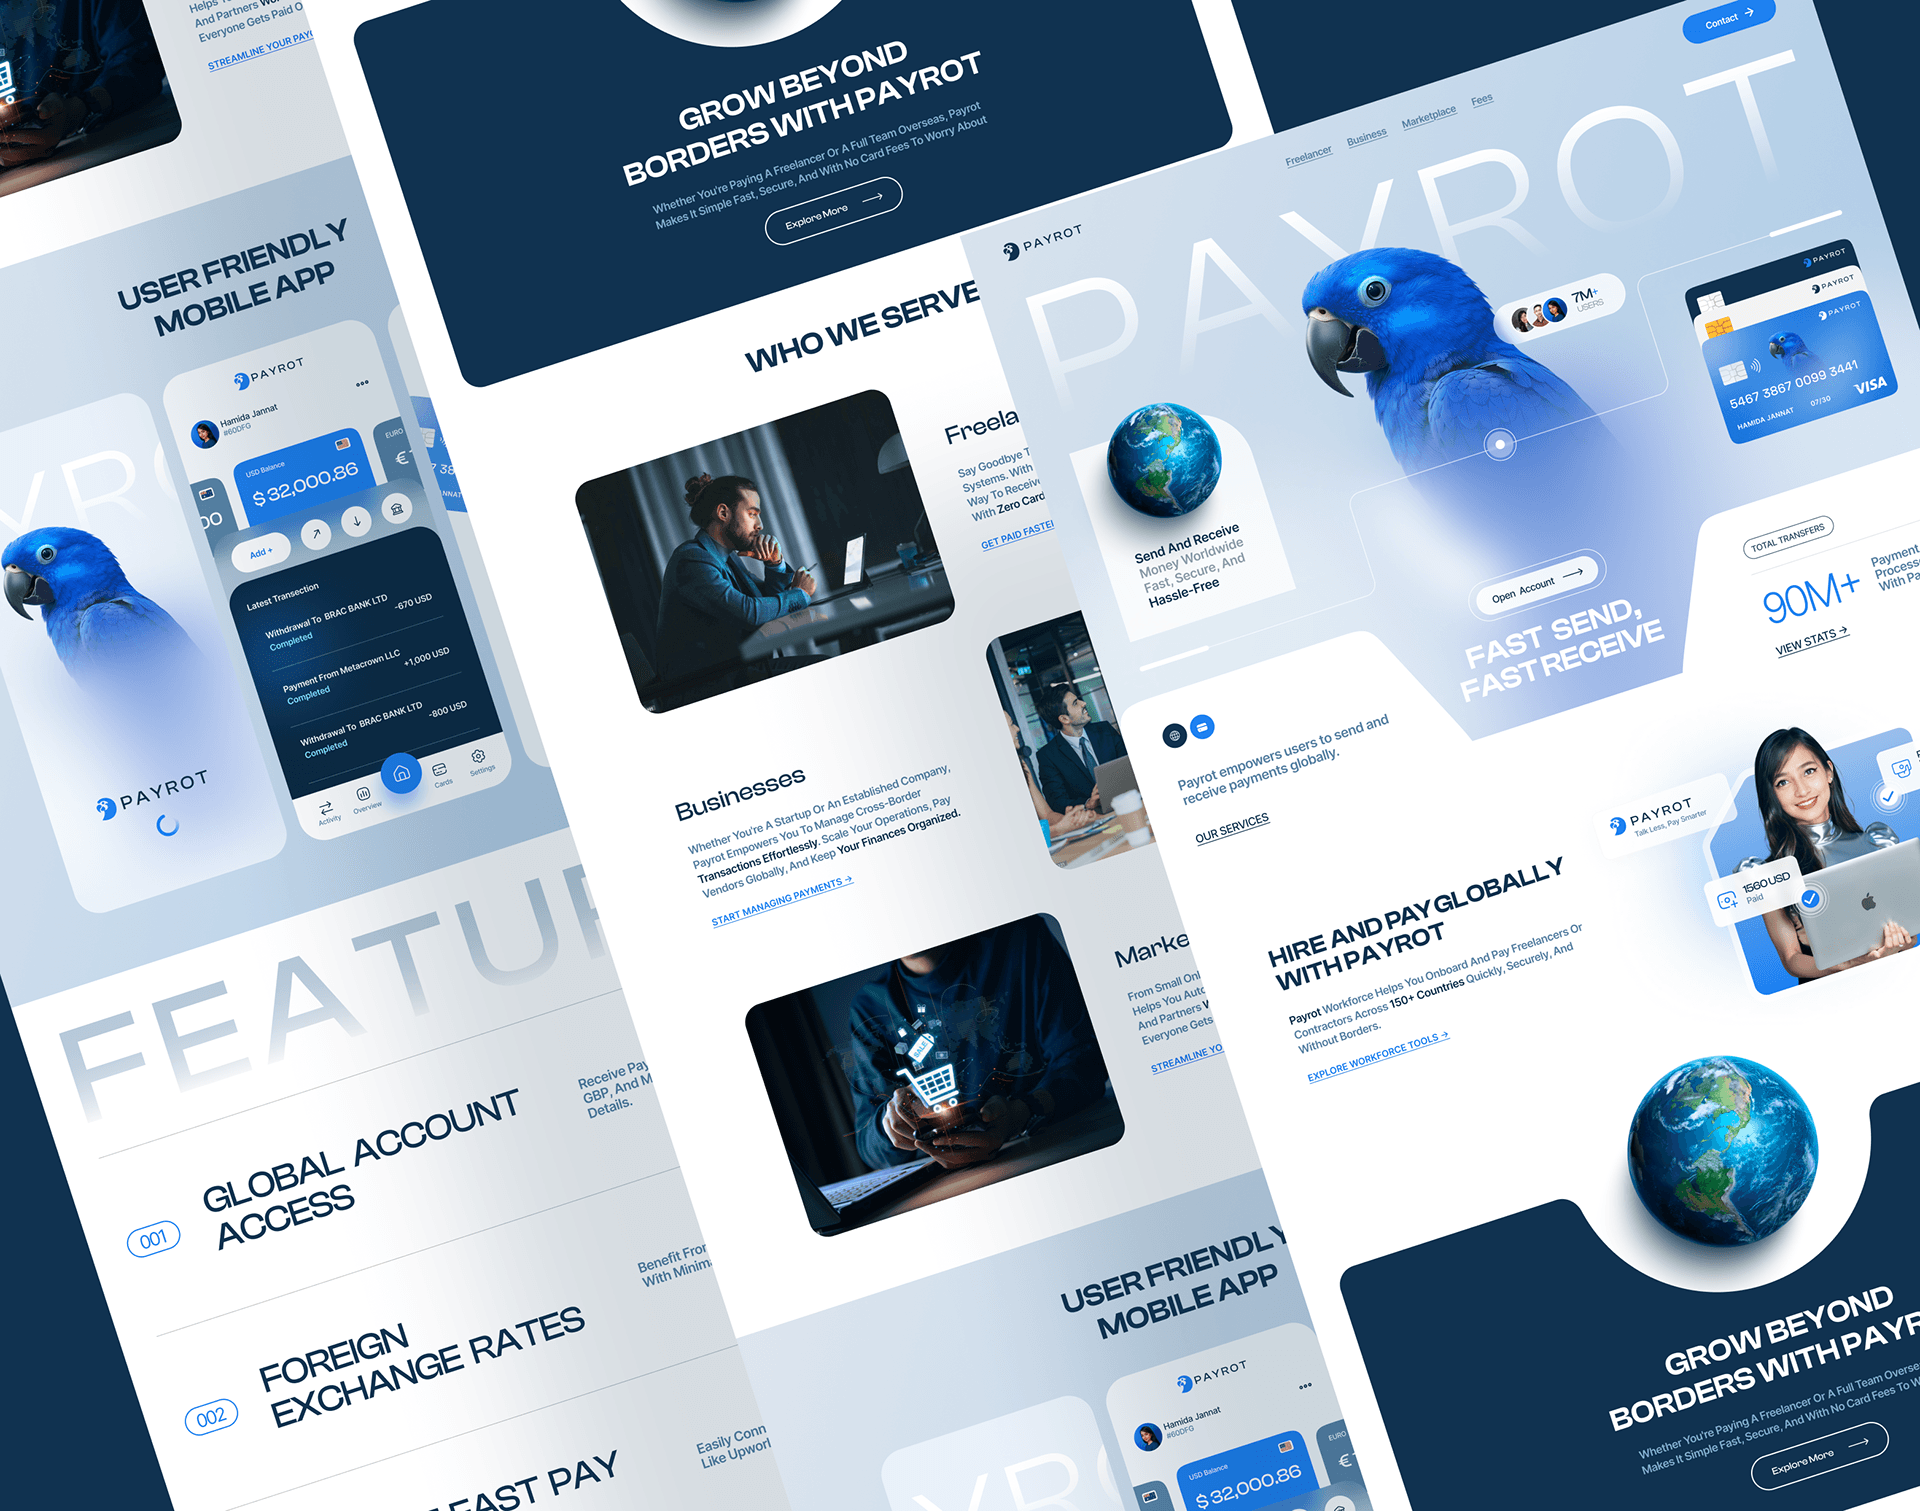 Helps Yo
And Partners Wo
Everyone Gets Paid O
STREAMLINE YOUR PAY
USER FRIENDLY
MOBILE APP
PAYROT
PAYROT
Hamida Jannat
#60DFG
USD Balance
$ 32,000.86
EURO
€
Add +
Latest Transection
Withdrawal To BRAC BANK LTD
-670 USD
Completed
Payment From Metacrown LLC
+1,000 USD
Completed
Withdrawal To BRAC BANK LTD
-800 USD
Completed
Activity
Overview
Cards
Settings
FEATUR
001
GLOBAL ACCOUNT
ACCESS
Receive Pay
GBP, And M
Details.
002
FOREIGN
EXCHANGE RATES
Benefit Fro
With Minim
FAST PAY
Easily Conn
Like Upworl
GROW BEYOND
BORDERS WITH PAYROT
Whether You're Paying A Freelancer Or A Full Team Overseas, Payrot
Makes It Simple Fast, Secure, And With No Card Fees To Worry About
Explore More
WHO WE SERVE
Freela
Say Goodbye T
Systems. With
Way To Receiv
With Zero Card
GET PAID FASTER
Businesses
Whether You're A Startup Or An Established Company,
Payrot Empowers You To Manage Cross-Border
Transactions Effortlessly. Scale Your Operations, Pay
Vendors Globally, And Keep Your Finances Organized.
START MANAGING PAYMENTS →
SALE
Marke
From Small Onl
Helps You Auto
And Partners W
Everyone Gets
STREAMLINE YO
USER FRIENDLY
MOBILE APP
PAYROT
Hamida Jannat
#60DFG
USD Balance
$ 32,000.86
EURO
€
Contact →
Freelancer
Business
Marketplace
Fees
PAYROT
PAYROT
7M+
USERS
PAYROT
PAYROT
PAYROT
5467 3867 0099 3441
07/30
HAMIDA JANNAT
VISA
Send And Receive
Money Worldwide
Fast, Secure, And
Hassle-Free
Open Account
FAST SEND,
FAST RECEIVE
TOTAL TRANSFERS
90M+
Payment
Processe
With Pa
VIEW STATS →
Payrot empowers users to send and
receive payments globally.
OUR SERVICES
PAYROT
Talk Less, Pay Smarter
1560 USD
Paid
HIRE AND PAY GLOBALLY
WITH PAYROT
Payrot Workforce Helps You Onboard And Pay Freelancers Or
Contractors Across 150+ Countries Quickly, Securely, And
Without Borders.
EXPLORE WORKFORCE TOOLS →
GROW BEYOND
BORDERS WITH PAYR
Whether You're Paying A Freelancer Or A Full Team Overse
Makes It Simple Fast, Secure, And With No Card Fees To W
Explore More